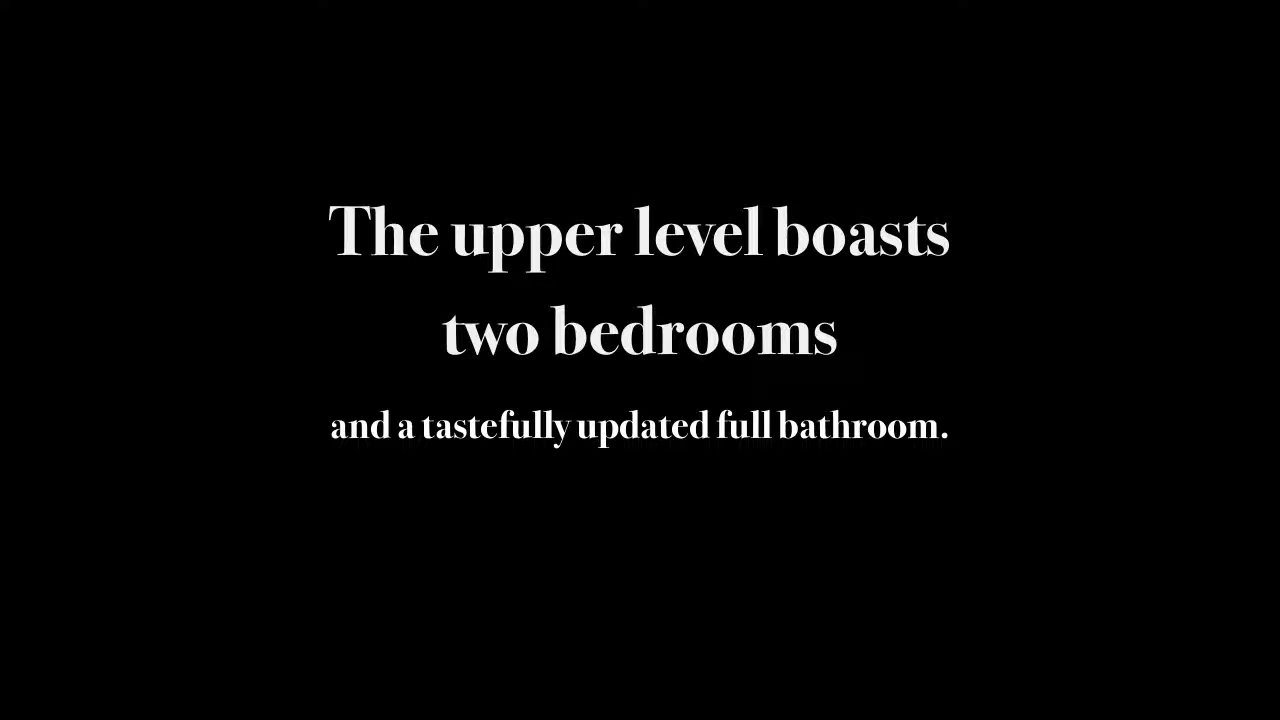 The upper level boasts
two bedrooms
and a tastefully updated full bathroom.